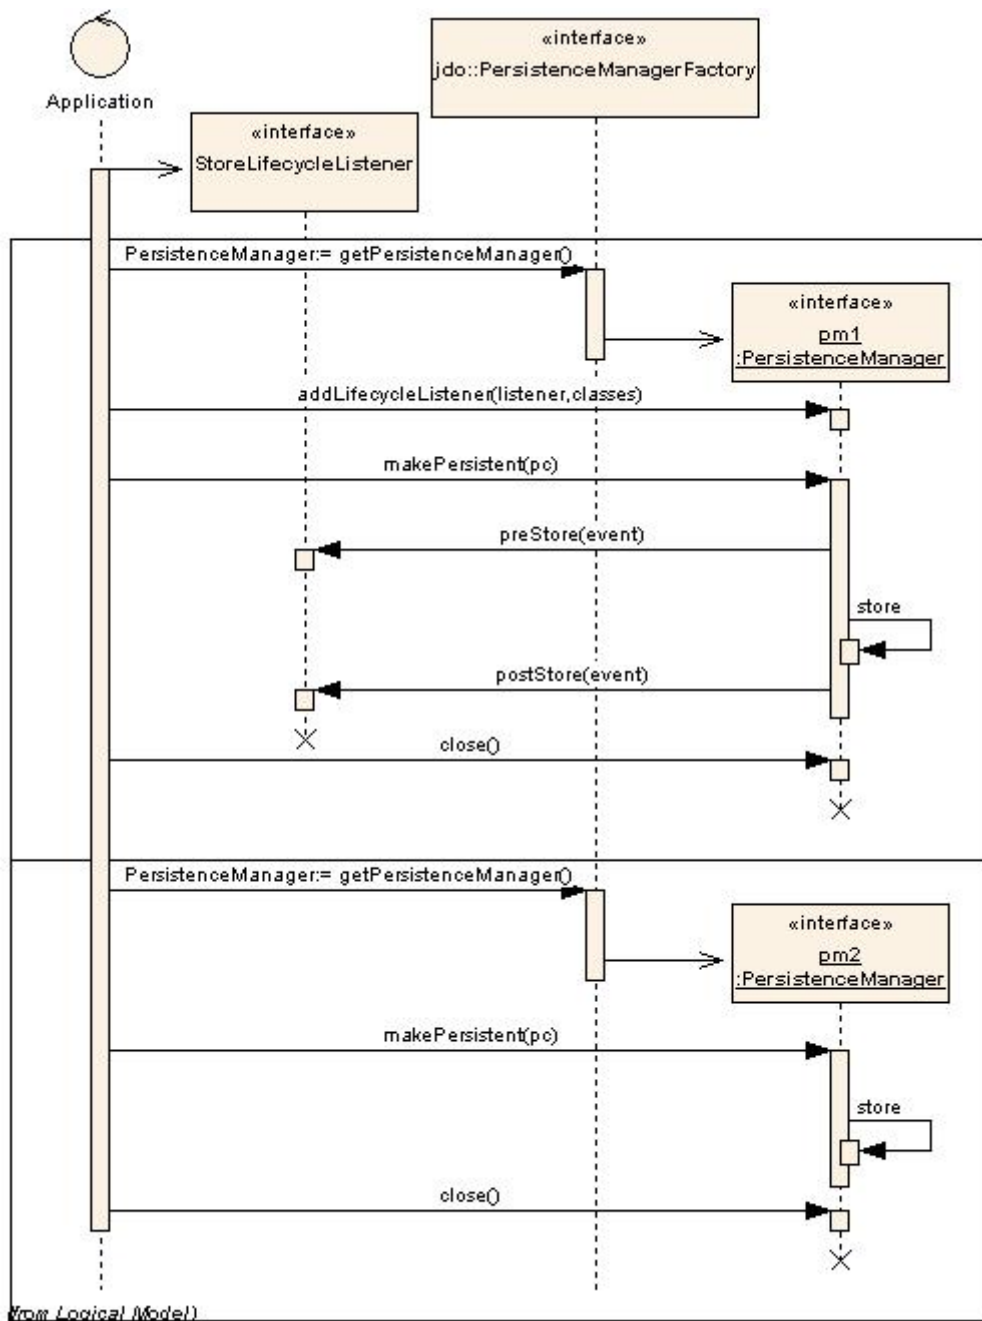 «interface»
jdo::PersistenceManagerFactory
Application
«interface»
StoreLifecycleListener
PersistenceManager:= getPersistenceManager()
«interface»
pm1
:PersistenceManager
addLifecycleListener(listener,classes)
makePersistent(pc)
preStore(event)
store
postStore(event)
close()
PersistenceManager:= getPersistenceManager()
«interface»
pm2
:PersistenceManager
makePersistent(pc)
store
close()
(from Logical Model)